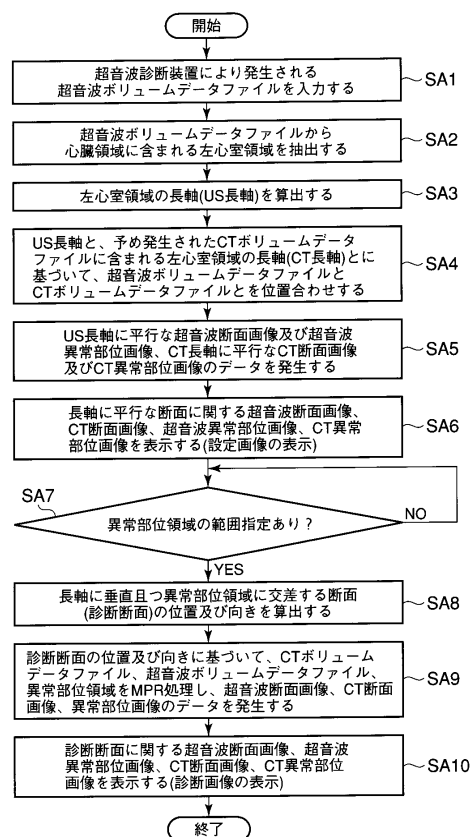 開始
超音波診断装置により発生される
超音波ボリュームデータファイルを入力する
SA1
超音波ボリュームデータファイルから
心臓領域に含まれる左心室領域を抽出する
SA2
左心室領域の長軸(US長軸)を算出する
SA3
US長軸と、予め発生されたCTボリュームデータ
ファイルに含まれる左心室領域の長軸(CT長軸)とに
基づいて、超音波ボリュームデータファイルと
CTボリュームデータファイルとを位置合わせする
SA4
US長軸に平行な超音波断面画像及び超音波
異常部位画像、CT長軸に平行なCT断面画像
及びCT異常部位画像のデータを発生する
SA5
長軸に平行な断面に関する超音波断面画像、
CT断面画像、超音波異常部位画像、CT異常
部位画像を表示する(設定画像の表示)
SA6
SA7
異常部位領域の範囲指定あり?
NO
YES
長軸に垂直且つ異常部位領域に交差する断面
(診断断面)の位置及び向きを算出する
SA8
診断断面の位置及び向きに基づいて、CTボリューム
データファイル、超音波ボリュームデータファイル、
異常部位領域をMPR処理し、超音波断面画像、CT断面
画像、異常部位画像のデータを発生する
SA9
診断断面に関する超音波断面画像、超音波
異常部位画像、CT断面画像、CT異常部位
画像を表示する(診断画像の表示)
SA10
終了